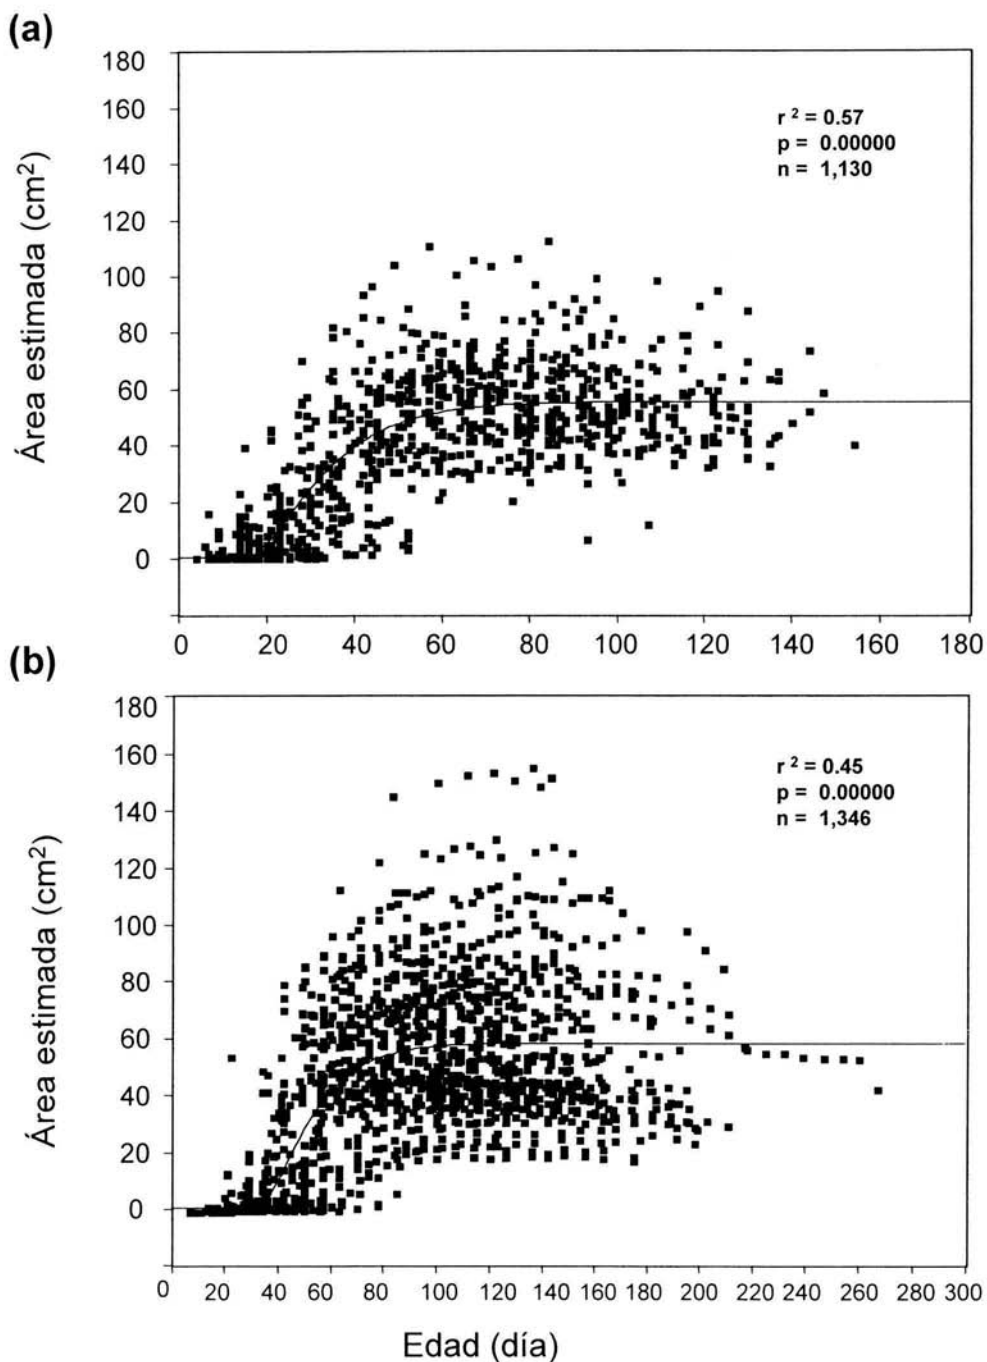 (a)
180
160
140
120
100
80
60
40
20
0
Área estimada (cm²)
r ² = 0.57
p = 0.00000
n = 1,130
0 20 40 60 80 100 120 140 160 180
(b)
180
160
140
120
100
80
60
40
20
0
Área estimada (cm²)
r ² = 0.45
p = 0.00000
n = 1,346
0 20 40 60 80 100 120 140 160 180 200 220 240 260 280 300
Edad (día)